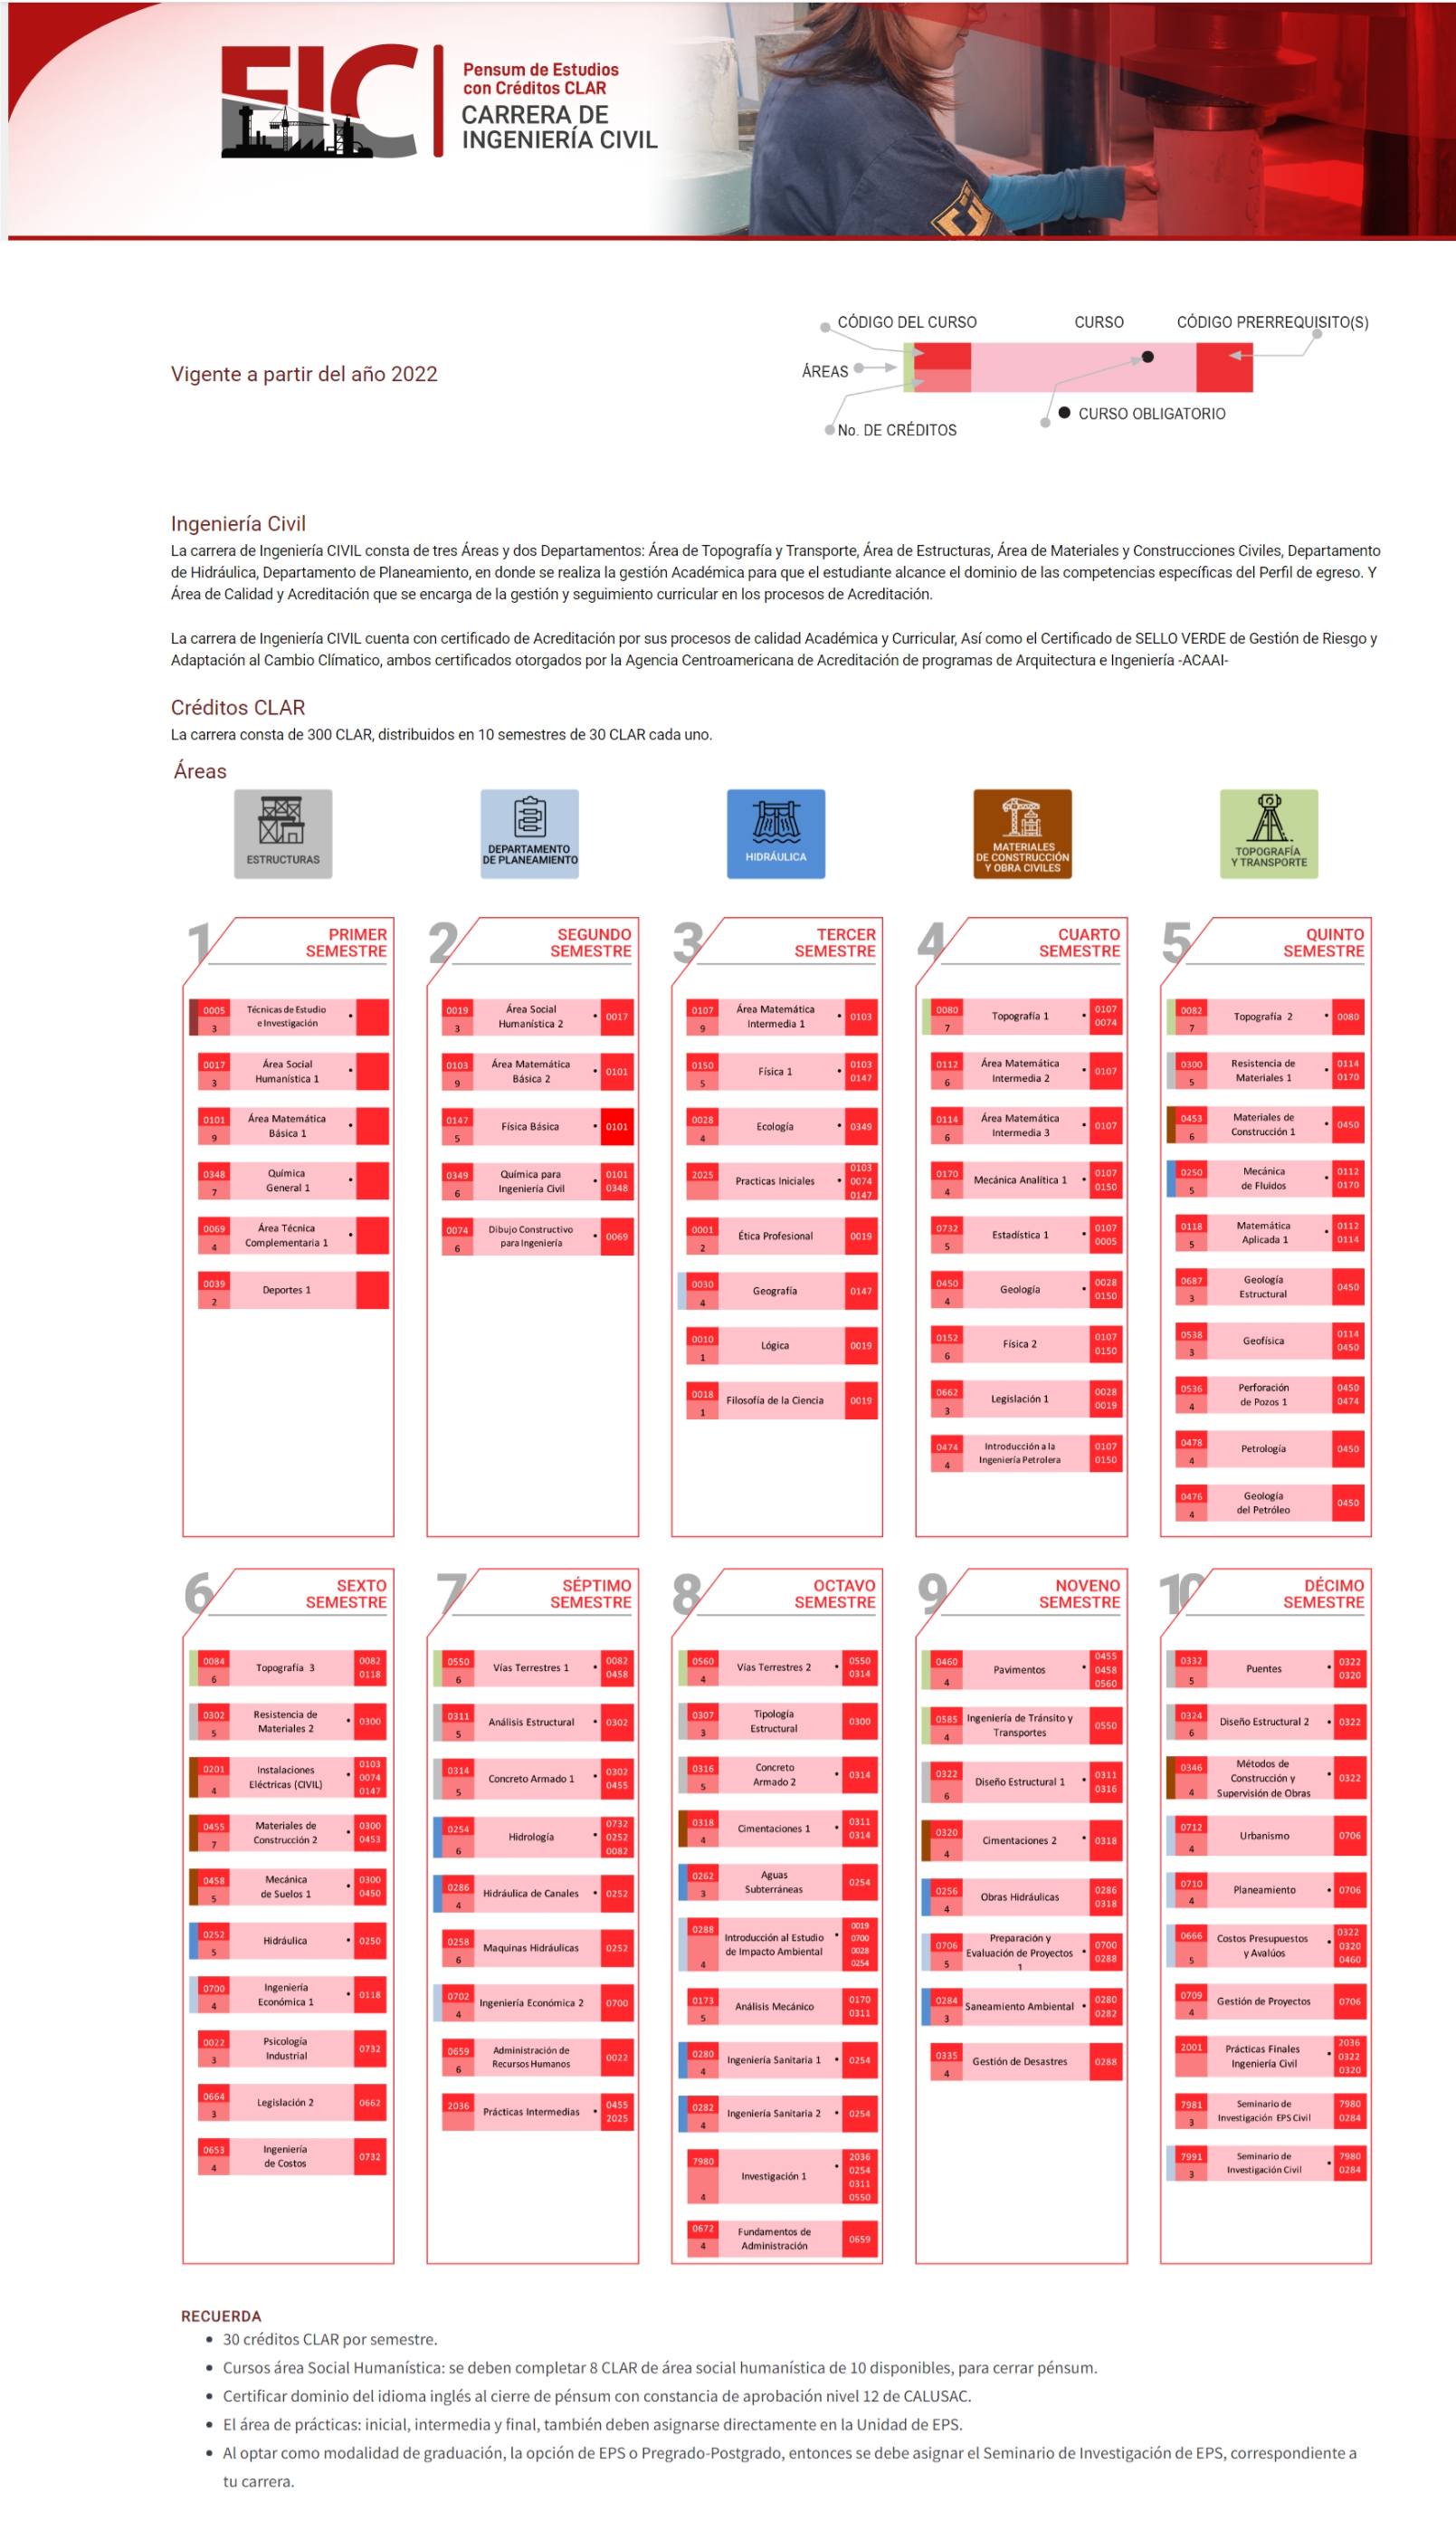 EIC
Pensum de Estudios
con Créditos CLAR
CARRERA DE
INGENIERÍA CIVIL
CÓDIGO DEL CURSO
CURSO
CÓDIGO PRERREQUISITO(S)
ÁREAS
Vigente a partir del año 2022
CURSO OBLIGATORIO
No. DE CRÉDITOS
Ingeniería Civil
La carrera de Ingeniería CIVIL consta de tres Áreas y dos Departamentos: Área de Topografía y Transporte, Área de Estructuras, Área de Materiales y Construcciones Civiles, Departamento
de Hidráulica, Departamento de Planeamiento, en donde se realiza la gestión Académica para que el estudiante alcance el dominio de las competencias específicas del Perfil de egreso. Y
Área de Calidad y Acreditación que se encarga de la gestión y seguimiento curricular en los procesos de Acreditación.
La carrera de Ingeniería CIVIL cuenta con certificado de Acreditación por sus procesos de calidad Académica y Curricular, Así como el Certificado de SELLO VERDE de Gestión de Riesgo y
Adaptación al Cambio Clímatico, ambos certificados otorgados por la Agencia Centroamericana de Acreditación de programas de Arquitectura e Ingeniería -ACAAI-
Créditos CLAR
La carrera consta de 300 CLAR, distribuidos en 10 semestres de 30 CLAR cada uno.
Áreas
ESTRUCTURAS
DEPARTAMENTO
DE PLANEAMIENTO
HIDRÁULICA
MATERIALES
DE CONSTRUCCIÓN
Y OBRA CIVILES
TOPOGRAFÍA
Y TRANSPORTE
1
PRIMER
SEMESTRE
0005
3
Técnicas de Estudio
e Investigación
0017
3
Área Social
Humanística 1
0101
9
Área Matemática
Básica 1
0348
7
Química
General 1
0069
4
Área Técnica
Complementaria 1
0039
2
Deportes 1
2
SEGUNDO
SEMESTRE
0019
3
Área Social
Humanística 2
0017
0103
9
Área Matemática
Básica 2
0101
0147
5
Física Básica
0101
0349
6
Química para
Ingeniería Civil
0101
0348
0074
6
Dibujo Constructivo
para Ingeniería
0069
3
TERCER
SEMESTRE
0107
9
Área Matemática
Intermedia 1
0103
0150
5
Física 1
0103
0147
0028
4
Ecología
0349
2025
Practicas Iniciales
0103
0074
0147
0001
2
Ética Profesional
0019
0030
4
Geografía
0147
0010
1
Lógica
0019
0018
1
Filosofía de la Ciencia
0019
4
CUARTO
SEMESTRE
0080
7
Topografía 1
0107
0074
0112
6
Área Matemática
Intermedia 2
0107
0114
6
Área Matemática
Intermedia 3
0107
0170
4
Mecánica Analítica 1
0107
0150
0732
5
Estadística 1
0107
0005
0450
4
Geología
0028
0150
0152
6
Física 2
0107
0150
0662
3
Legislación 1
0028
0019
0474
4
Introducción a la
Ingeniería Petrolera
0107
0150
5
QUINTO
SEMESTRE
0082
7
Topografía 2
0080
0300
5
Resistencia de
Materiales 1
0114
0170
0453
6
Materiales de
Construcción 1
0450
0250
5
Mecánica
de Fluidos
0112
0170
0118
5
Matemática
Aplicada 1
0112
0114
0687
3
Geología
Estructural
0450
0538
3
Geofísica
0114
0450
0536
4
Perforación
de Pozos 1
0450
0474
0478
4
Petrología
0450
0476
4
Geología
del Petróleo
0450
6
SEXTO
SEMESTRE
0084
6
Topografía 3
0082
0118
0302
5
Resistencia de
Materiales 2
0300
0201
4
Instalaciones
Eléctricas (CIVIL)
0103
0074
0147
0455
7
Materiales de
Construcción 2
0300
0453
0458
5
Mecánica
de Suelos 1
0300
0450
0252
5
Hidráulica
0250
0700
4
Ingeniería
Económica 1
0118
0022
3
Psicología
Industrial
0732
0664
3
Legislación 2
0662
0653
4
Ingeniería
de Costos
0732
7
SÉPTIMO
SEMESTRE
0550
6
Vías Terrestres 1
0082
0458
0311
5
Análisis Estructural
0302
0314
5
Concreto Armado 1
0302
0455
0254
6
Hidrología
0732
0252
0082
0286
4
Hidráulica de Canales
0252
0258
6
Maquinas Hidráulicas
0252
0702
4
Ingeniería Económica 2
0700
0659
6
Administración de
Recursos Humanos
0022
2036
Prácticas Intermedias
0455
2025
8
OCTAVO
SEMESTRE
0560
4
Vías Terrestres 2
0550
0314
0307
3
Tipología
Estructural
0300
0316
5
Concreto
Armado 2
0314
0318
4
Cimentaciones 1
0311
0314
0262
3
Aguas
Subterráneas
0254
0288
4
Introducción al Estudio
de Impacto Ambiental
0019
0700
0028
0254
0173
5
Análisis Mecánico
0170
0311
0280
4
Ingeniería Sanitaria 1
0254
0282
4
Ingeniería Sanitaria 2
0254
7980
4
Investigación 1
2036
0254
0311
0550
0672
4
Fundamentos de
Administración
0659
9
NOVENO
SEMESTRE
0460
4
Pavimentos
0455
0458
0560
0585
4
Ingeniería de Tránsito y
Transportes
0550
0322
6
Diseño Estructural 1
0311
0316
0320
4
Cimentaciones 2
0318
0256
4
Obras Hidráulicas
0286
0318
0706
5
Preparación y
Evaluación de Proyectos
1
0700
0288
0284
3
Saneamiento Ambiental
0280
0282
0335
4
Gestión de Desastres
0288
10
DÉCIMO
SEMESTRE
0332
5
Puentes
0322
0320
0324
6
Diseño Estructural 2
0322
0346
4
Métodos de
Construcción y
Supervisión de Obras
0322
0712
4
Urbanismo
0706
0710
4
Planeamiento
0706
0666
5
Costos Presupuestos
y Avalúos
0322
0320
0460
0709
4
Gestión de Proyectos
0706
2001
Prácticas Finales
Ingeniería Civil
2036
0322
0320
7981
3
Seminario de
Investigación EPS Civil
7980
0284
7991
3
Seminario de
Investigación Civil
7980
0284
RECUERDA
• 30 créditos CLAR por semestre.
• Cursos área Social Humanística: se deben completar 8 CLAR de área social humanística de 10 disponibles, para cerrar pénsum.
• Certificar dominio del idioma inglés al cierre de pénsum con constancia de aprobación nivel 12 de CALUSAC.
• El área de prácticas: inicial, intermedia y final, también deben asignarse directamente en la Unidad de EPS.
• Al optar como modalidad de graduación, la opción de EPS o Pregrado-Postgrado, entonces se debe asignar el Seminario de Investigación de EPS, correspondiente a
tu carrera.